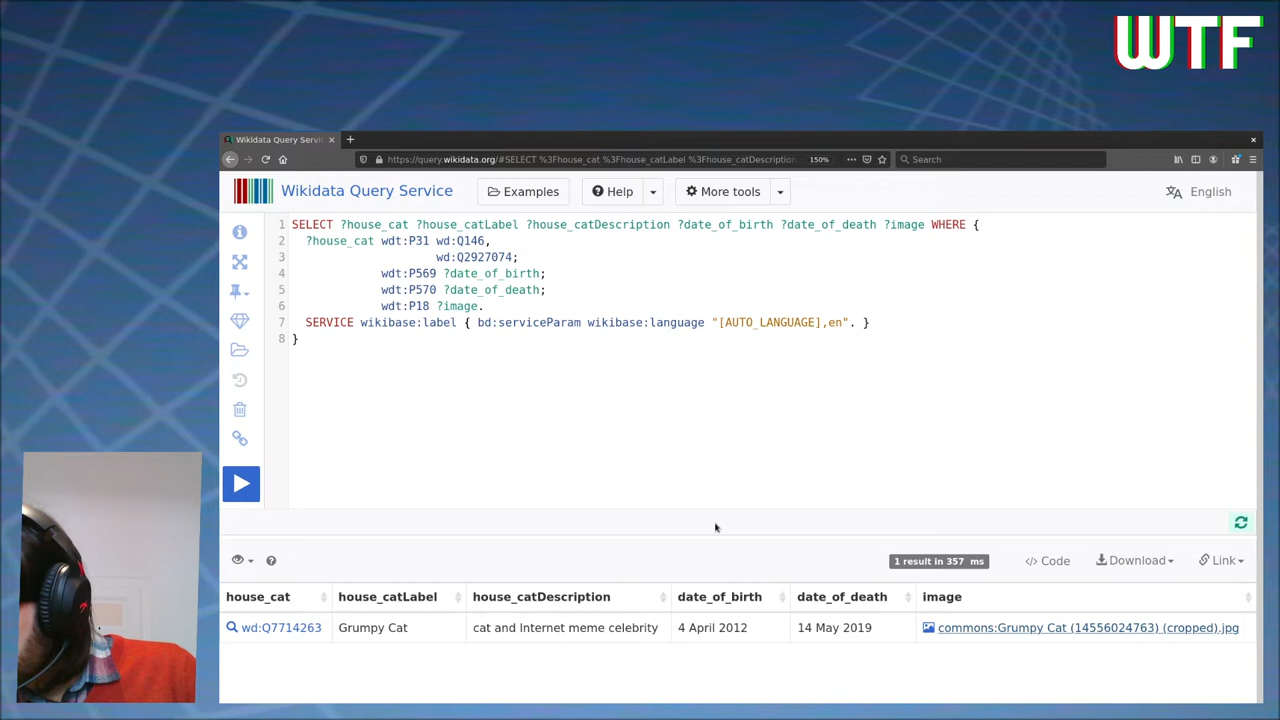 WTF
Wikidata Query Servic
https://query.wikidata.org/#SELECT %3Fhouse_cat %3Fhouse_catLabel %3Fhouse_catDescription
150%
Search
Wikidata Query Service
Examples
Help
More tools
English
1 SELECT ?house_cat ?house_catLabel ?house_catDescription ?date_of_birth ?date_of_death ?image WHERE {
2 ?house_cat wdt:P31 wd:Q146,
3 wd:Q2927074;
4 wdt:P569 ?date_of_birth;
5 wdt:P570 ?date_of_death;
6 wdt:P18 ?image.
7 SERVICE wikibase:label { bd:serviceParam wikibase:language "[AUTO_LANGUAGE],en". }
8 }
1 result in 357 ms
</> Code
Download
Link
house_cat house_catLabel house_catDescription date_of_birth date_of_death image
wd:Q7714263 Grumpy Cat cat and Internet meme celebrity 4 April 2012 14 May 2019 commons:Grumpy Cat (14556024763) (cropped).jpg